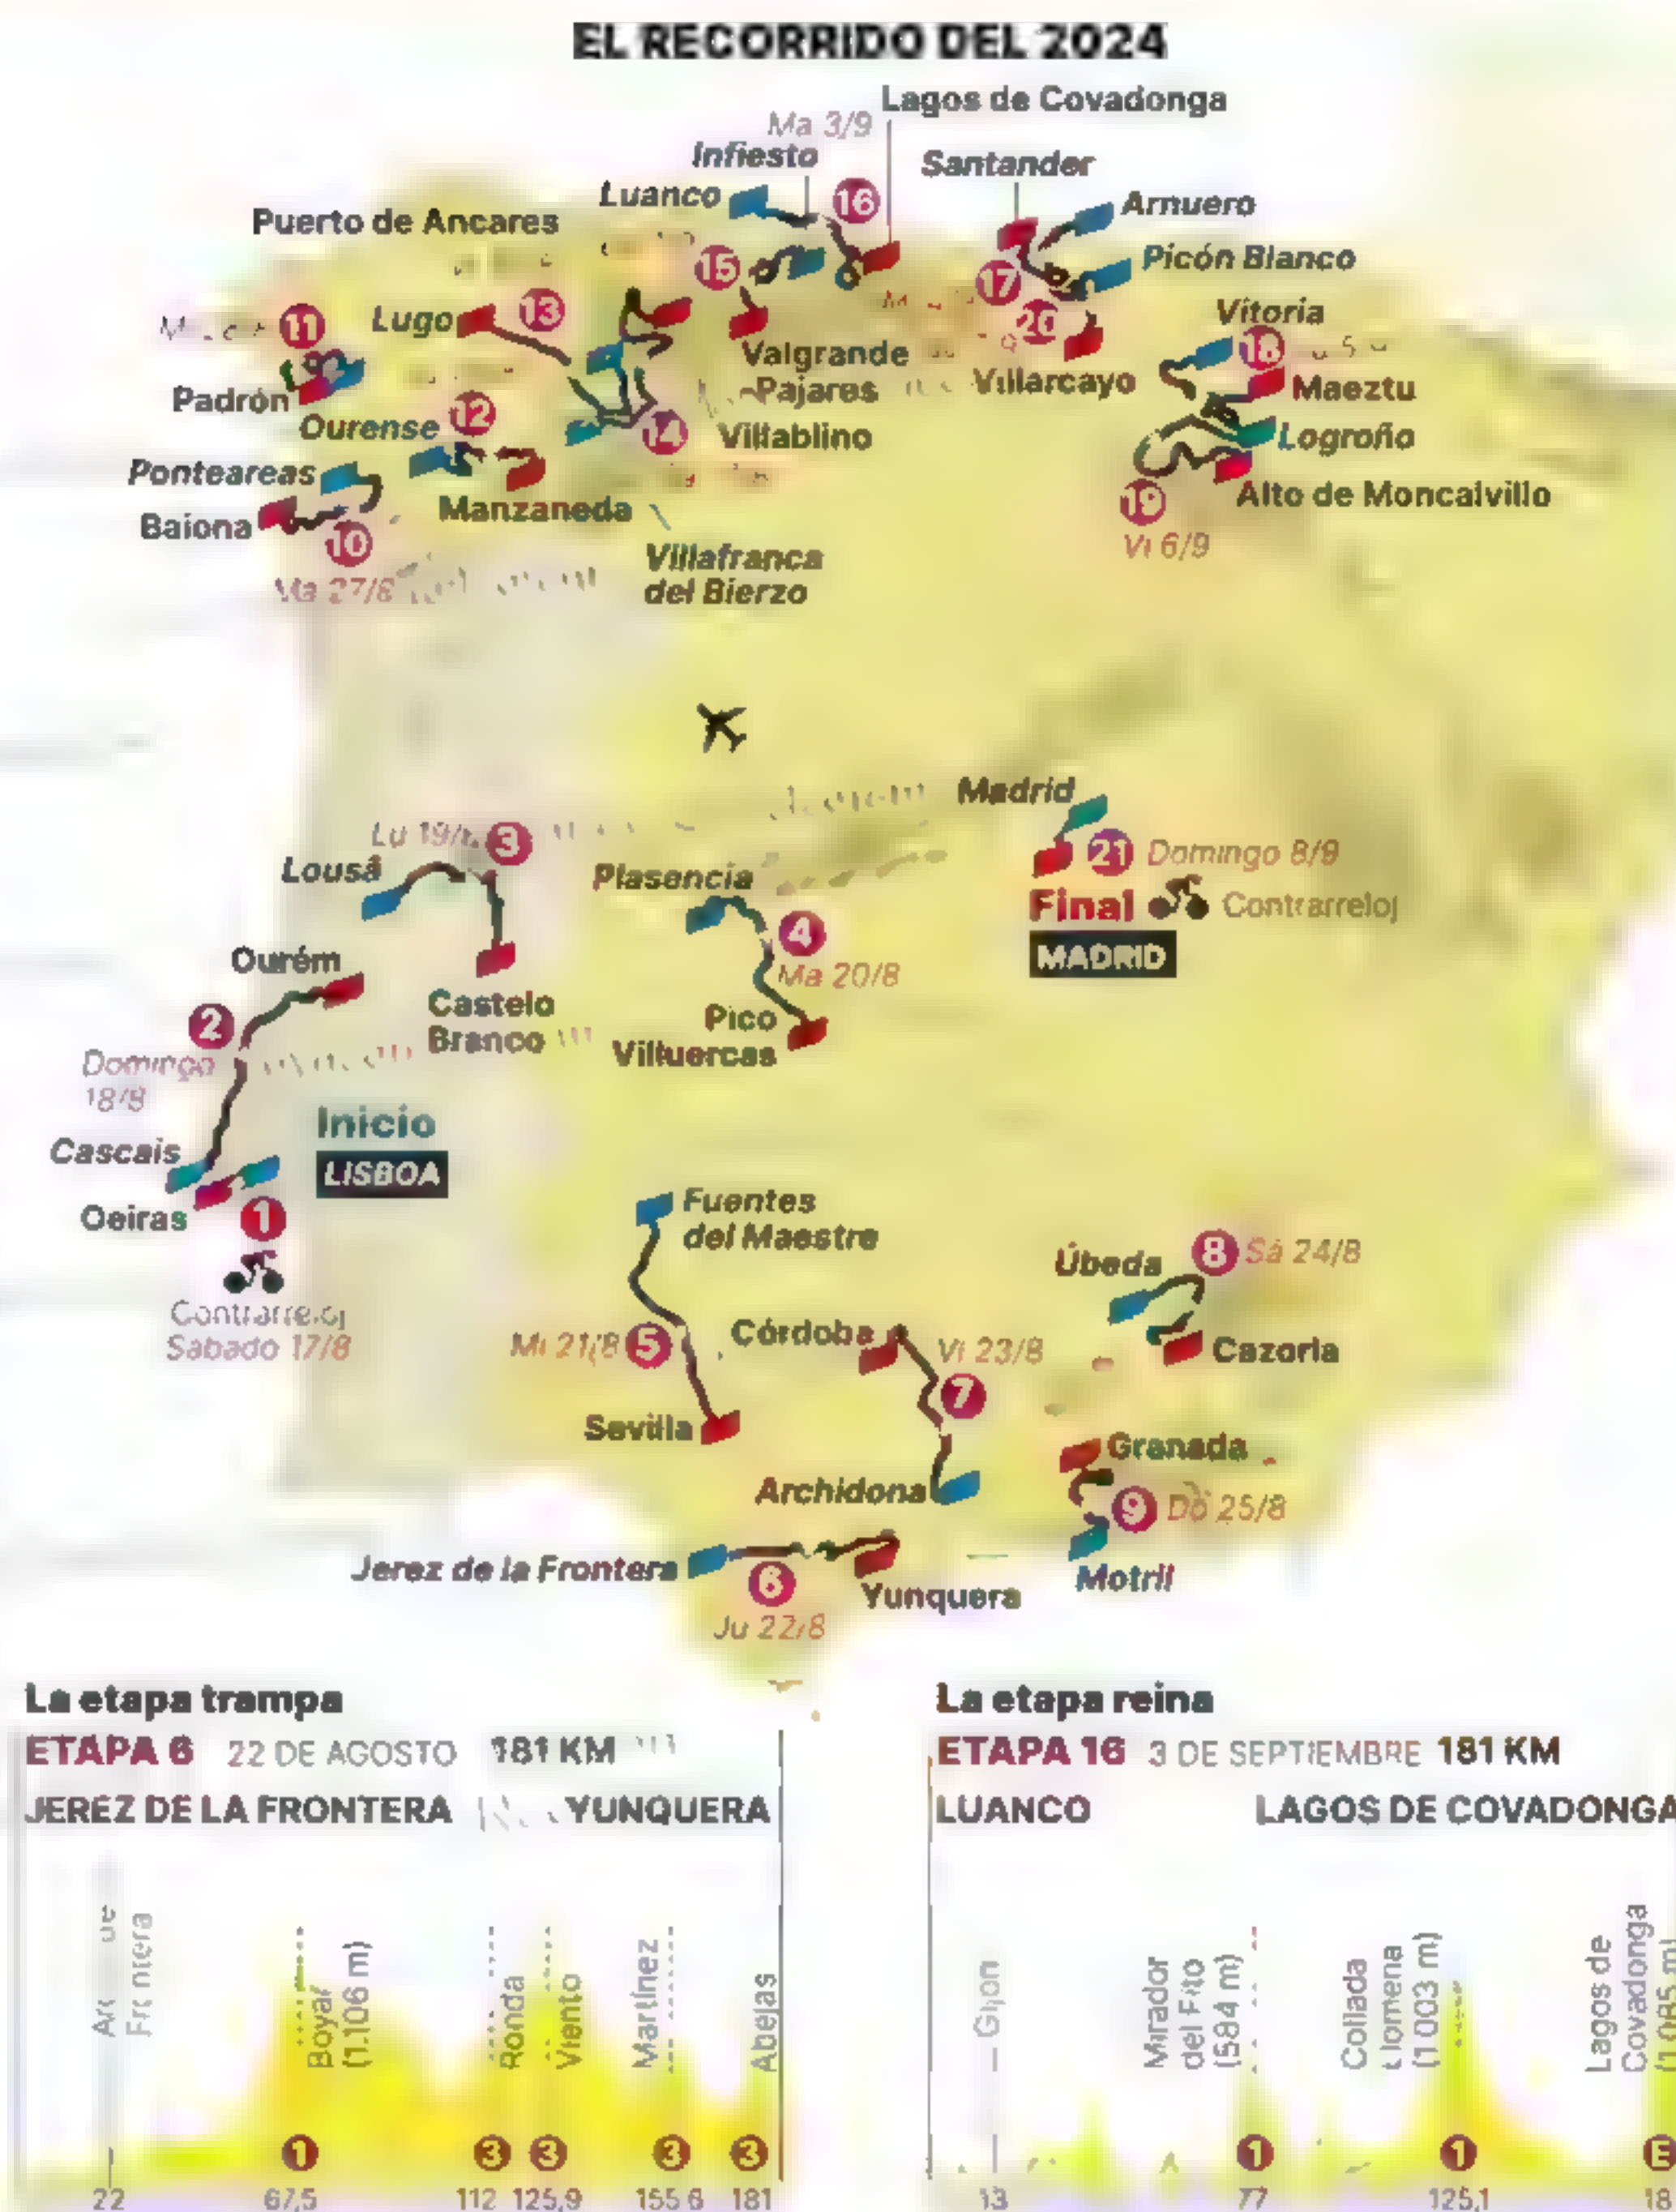 EL RECORRIDO DEL 2024
Lagos de Covadonga
Ma 3/9
Infiesto
Santander
Luanco
16
Arnuero
Puerto de Ancares
15
Picón Blanco
17
Lugo
13
11
20
Vitoria
18
Valgrande
-Pajares
Villarcayo
Maeztu
Padrón
Ourense
12
14
Villablino
Logroño
Ponteareas
Manzaneda
Alto de Moncalvillo
19
Baiona
10
Vi 6/9
Villafranca
del Bierzo
Ma 27/8
Madrid
Lu 19/8
3
21
Domingo 8/9
Lousã
Plasencia
Final
Contrarreloj
4
MADRID
Ma 20/8
Ourém
Castelo
Branco
Pico
Villuercas
2
Domingo
18/8
Inicio
LISBOA
Cascais
Oeiras
1
Contrarreloj
Sábado 17/8
Fuentes
del Maestre
Úbeda
8
Sá 24/8
Mi 21/8
5
Córdoba
Vi 23/8
Cazorla
7
Sevilla
Granada
Archidona
9
Do 25/8
Jerez de la Frontera
6
Yunquera
Motril
Ju 22/8
La etapa trampa
ETAPA 6 22 DE AGOSTO 181 KM
JEREZ DE LA FRONTERA YUNQUERA
Frontera
Boyar
(1.106 m)
Ronda
Viento
Martínez
Abejas
1
3
3
3
3
22
67,5
112
125,9
155,6
181
La etapa reina
ETAPA 16 3 DE SEPTIEMBRE 181 KM
LUANCO LAGOS DE COVADONGA
Gijón
Mirador
del Fito
(584 m)
Collada
(1.003 m)
Lagos de
Covadonga
(1.085 m)
1
1
E
13
77
125,1